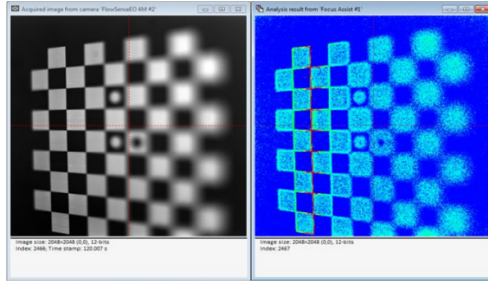 Acquired image from camera 'FlowSenseEO 4M #2'
Analysis result from 'Focus Assist #1'
Image size: 2048×2048 (0,0), 12-bits
Index: 2466, Time stamp: 120.007 s
Image size: 2048×2048 (0,0), 12-bits
Index: 2467